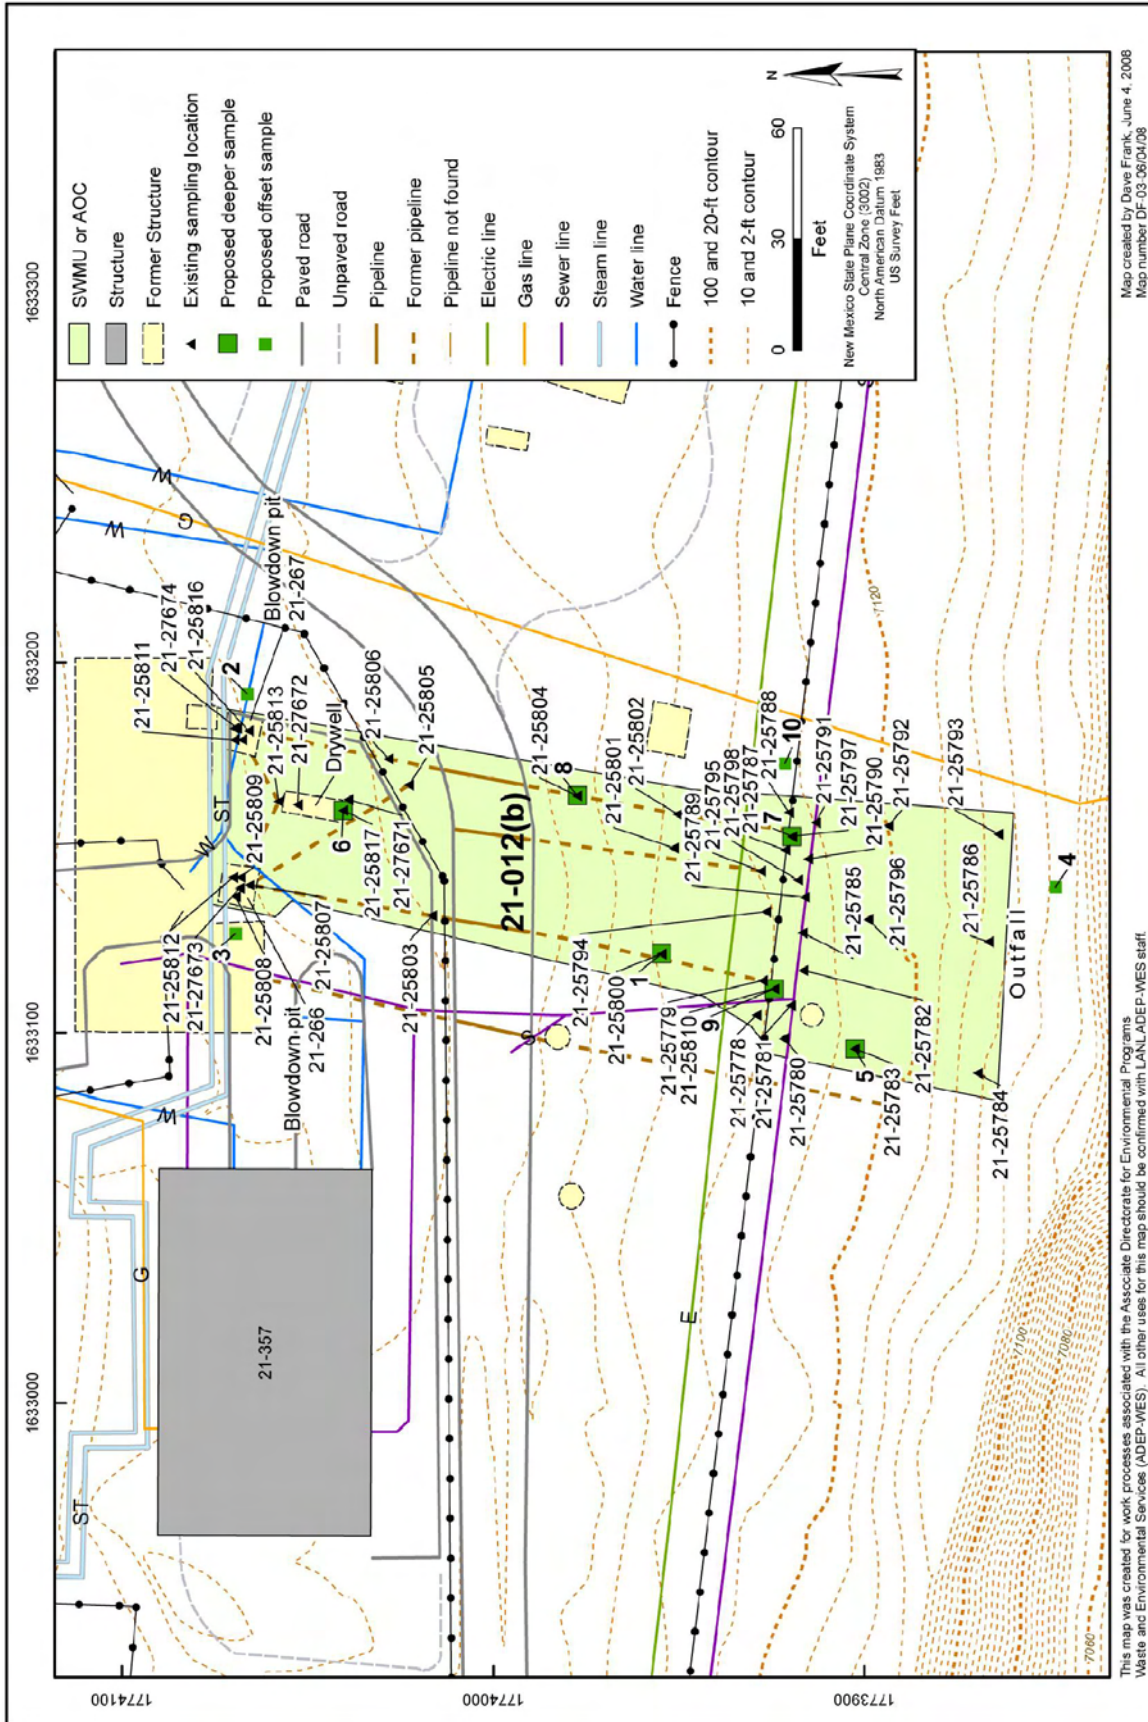 1633000
1633100
1633200
1633300
1774100
1774000
1773900
SWMU or AOC
Structure
Former Structure
Existing sampling location
Proposed deeper sample
Proposed offset sample
Paved road
Unpaved road
Pipeline
Former pipeline
Pipeline not found
Electric line
Gas line
Sewer line
Steam line
Water line
Fence
100 and 20-ft contour
10 and 2-ft contour
0 30 60
Feet
N
New Mexico State Plane Coordinate System
Central Zone (3002)
North American Datum 1983
US Survey Feet
ST
G
W
W
W
G
W
ST
21-357
21-25811
21-27674
21-25816
Blowdown pit
21-267
2
21-25813
21-27672
Drywell
21-25806
21-25805
21-25809
6
21-25817
21-27671
3
21-25812
21-27673
21-25808
21-266
21-25807
Blowdown pit
21-25803
21-012(b)
21-25804
8
21-25801
21-25802
21-25789
21-25795
21-25798
21-25787
21-25788
7
10
21-25791
21-25797
21-25790
21-25792
21-25793
S
S
1
21-25794
21-25800
21-25779
21-25810
9
21-25778
21-25781
21-25780
5
21-25783
21-25782
21-25785
21-25796
21-25786
21-25784
Outfall
4
E
7120
7100
7080
7060
This map was created for work processes associated with the Associate Directorate for Environmental Programs
Waste and Environmental Services (ADEP-WES). All other uses for this map should be confirmed with LANL ADEP-WES staff.
Map created by Dave Frank, June 4, 2008
Map number DF-03-06/04/08